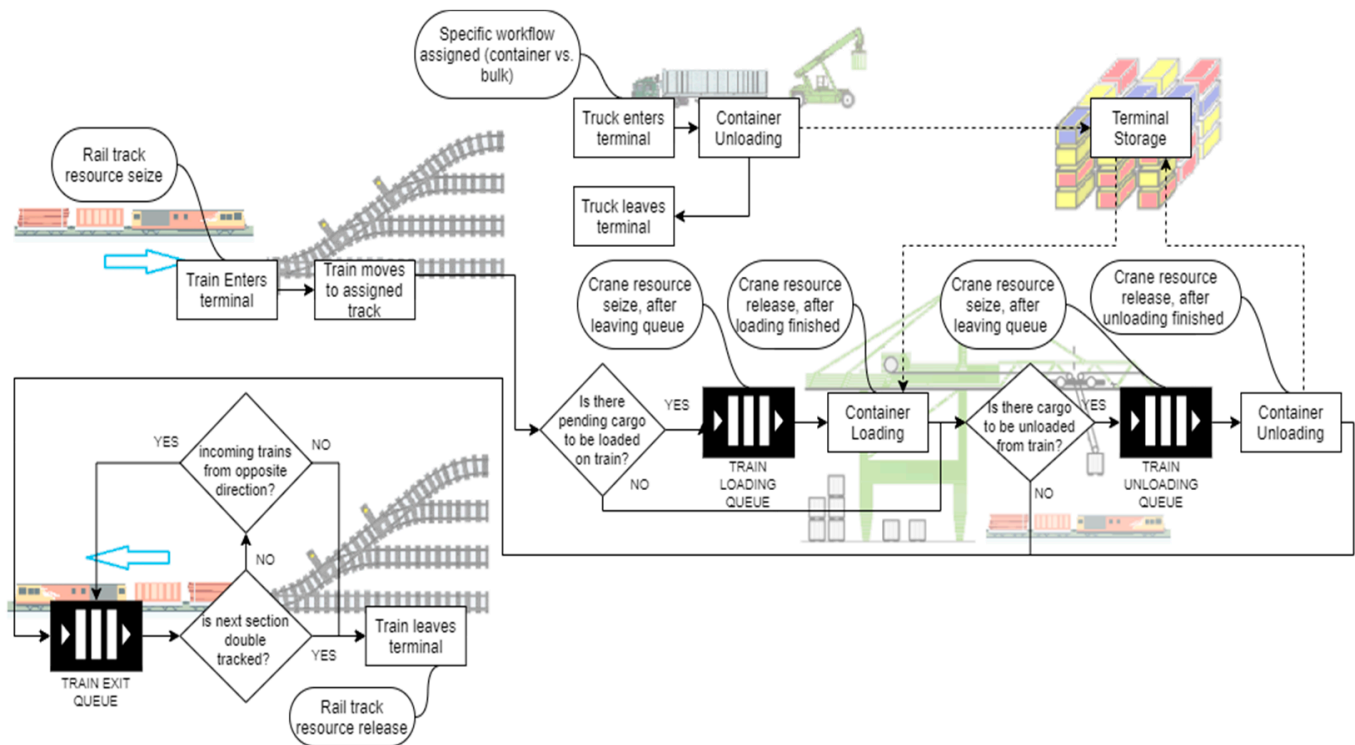 Specific workflow
assigned (container vs.
bulk)
Truck enters
terminal
Container
Unloading
Terminal
Storage
Truck leaves
terminal
Rail track
resource seize
Train Enters
terminal
Train moves
to assigned
track
Crane resource
seize, after
leaving queue
Crane resource
release, after
loading finished
Crane resource
seize, after
leaving queue
Crane resource
release, after
unloading finished
Is there
pending cargo
to be loaded
on train?
YES
NO
TRAIN
LOADING
QUEUE
Container
Loading
Is there cargo
to be unloaded
from train?
YES
NO
TRAIN
UNLOADING
QUEUE
Container
Unloading
incoming trains
from opposite
direction?
YES
NO
NO
is next section
double
tracked?
YES
TRAIN EXIT
QUEUE
Train leaves
terminal
Rail track
resource release